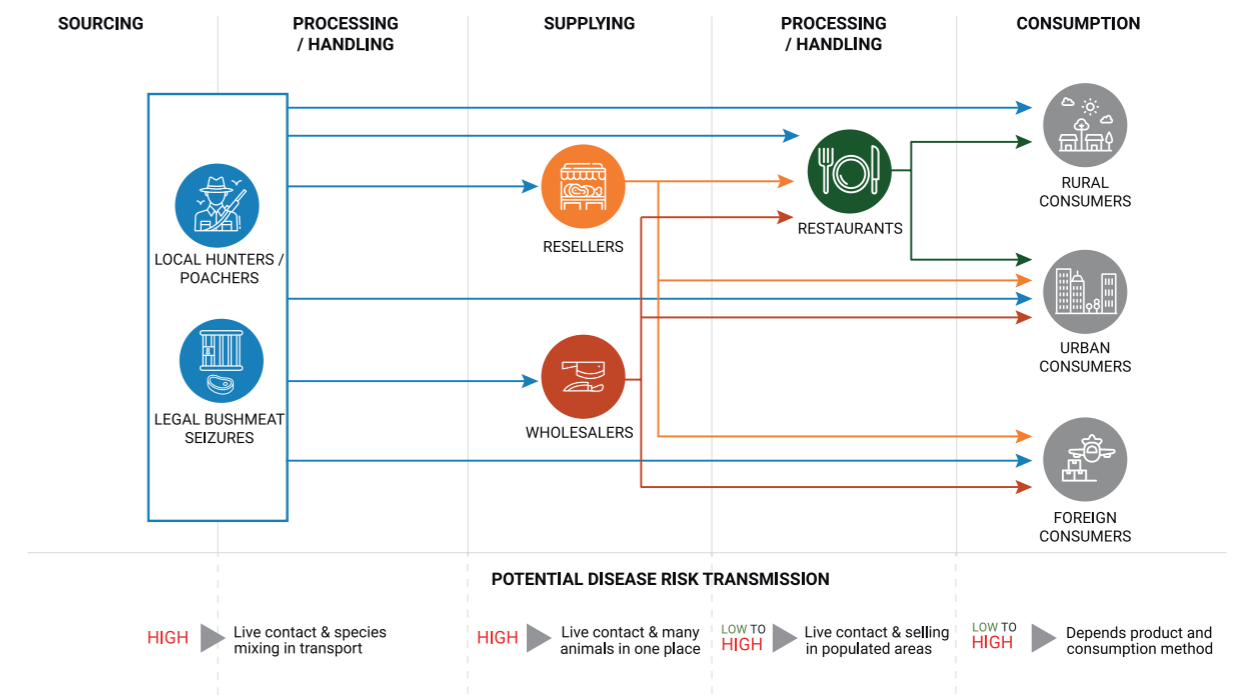 SOURCING
PROCESSING
/ HANDLING
SUPPLYING
PROCESSING
/ HANDLING
CONSUMPTION
LOCAL HUNTERS /
POACHERS
LEGAL BUSHMEAT
SEIZURES
RESELLERS
WHOLESALERS
RESTAURANTS
RURAL
CONSUMERS
URBAN
CONSUMERS
FOREIGN
CONSUMERS
POTENTIAL DISEASE RISK TRANSMISSION
HIGH
Live contact & species
mixing in transport
HIGH
Live contact & many
animals in one place
LOW TO
HIGH
Live contact & selling
in populated areas
LOW TO
HIGH
Depends product and
consumption method